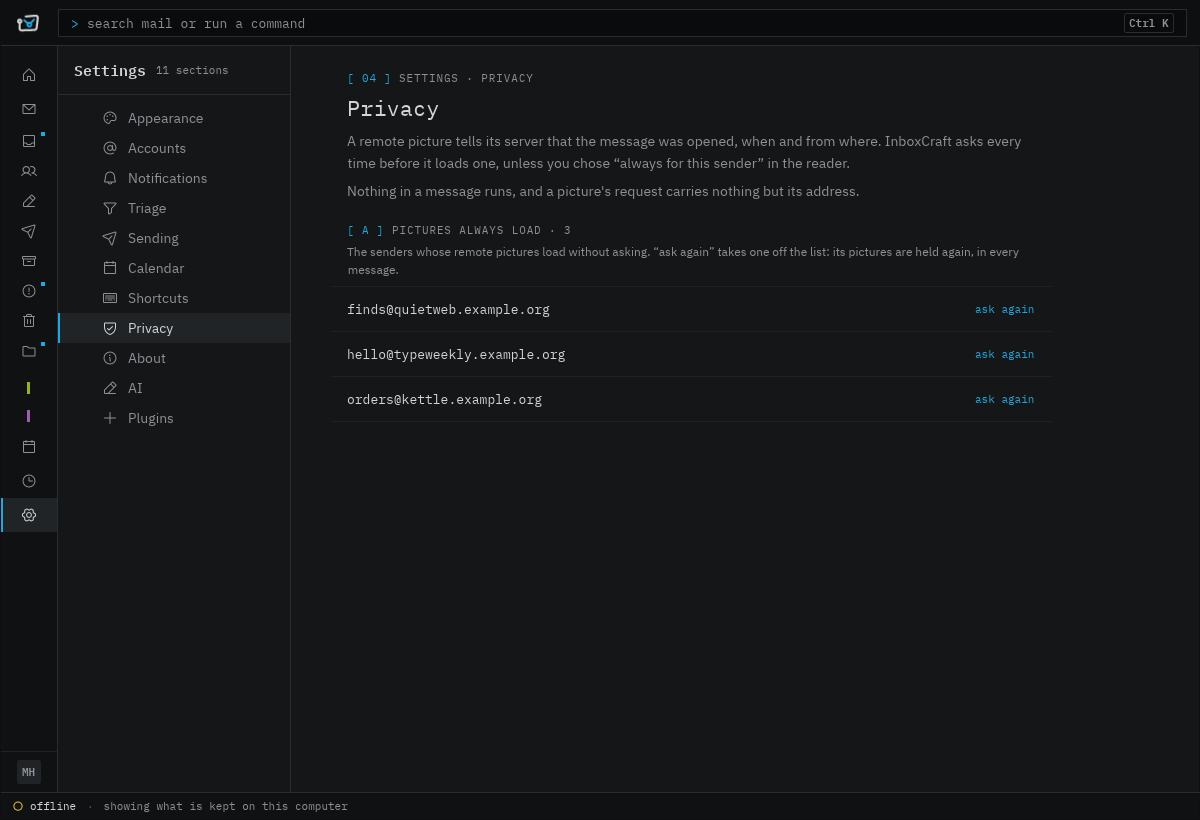 > search mail or run a command
Ctrl K
Settings 11 sections
Appearance
Accounts
Notifications
Triage
Sending
Calendar
Shortcuts
Privacy
About
AI
Plugins
MH
[ 04 ] SETTINGS · PRIVACY
Privacy
A remote picture tells its server that the message was opened, when and from where. InboxCraft asks every
time before it loads one, unless you chose “always for this sender” in the reader.
Nothing in a message runs, and a picture's request carries nothing but its address.
[ A ] PICTURES ALWAYS LOAD · 3
The senders whose remote pictures load without asking. “ask again” takes one off the list: its pictures are held again, in every
message.
finds@quietweb.example.org ask again
hello@typeweekly.example.org ask again
orders@kettle.example.org ask again
offline · showing what is kept on this computer